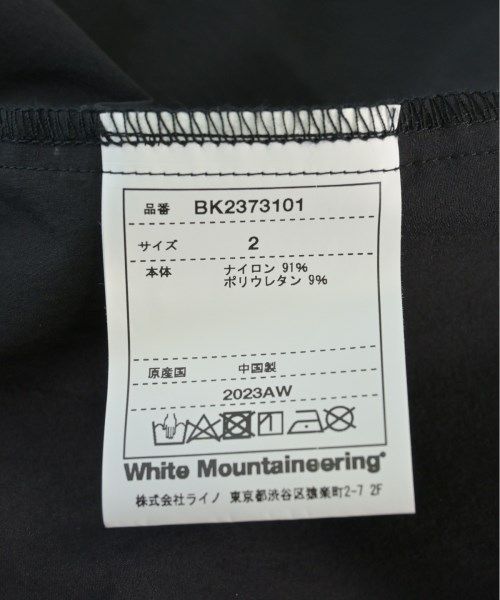 品番 BK2373101
サイズ 2
本体 ナイロン 91%
ポリウレタン 9%
原産国 中国製
2023AW
White Mountaineering®
株式会社ライノ 東京都渋谷区猿楽町2-7 2F